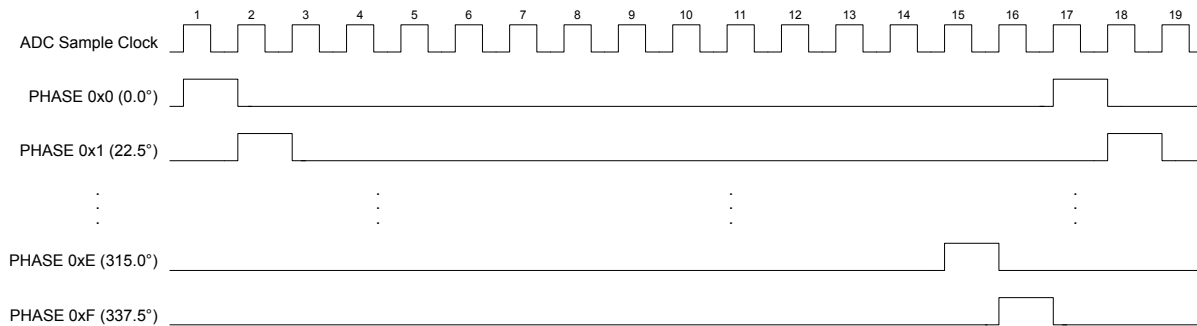 1 2 3 4 5 6 7 8 9 10 11 12 13 14 15 16 17 18 19
ADC Sample Clock
PHASE 0x0 (0.0°)
PHASE 0x1 (22.5°)
PHASE 0xE (315.0°)
PHASE 0xF (337.5°)